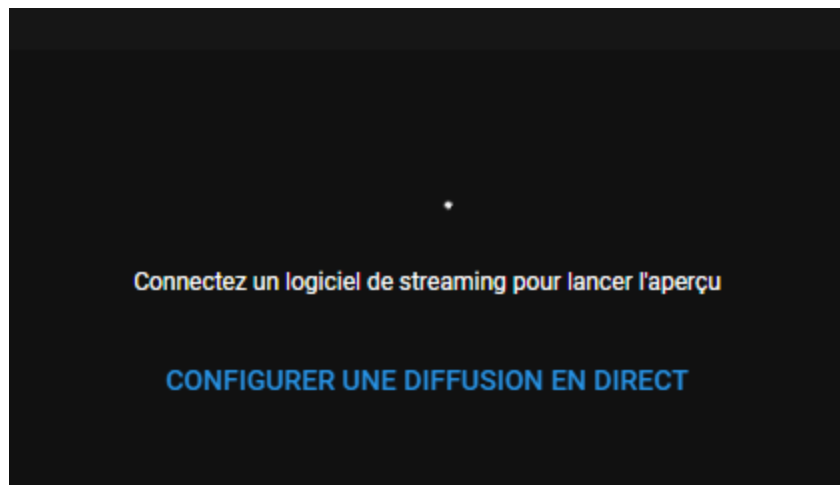 Connectez un logiciel de streaming pour lancer l'aperçu
CONFIGURER UNE DIFFUSION EN DIRECT